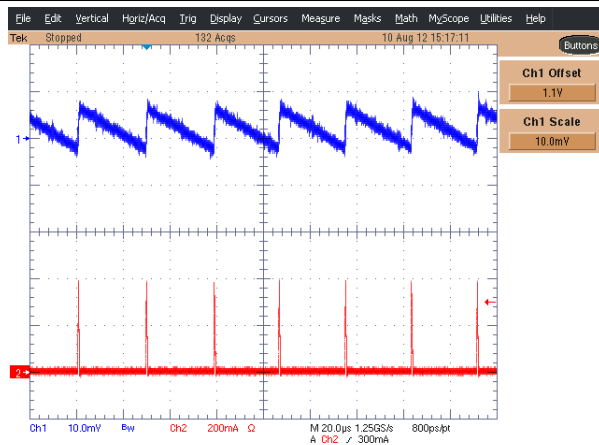 File Edit Vertical Horiz/Acq Trig Display Cursors Measure Masks Math MyScope Utilities Help
Tek Stopped 132 Acqs 10 Aug 12 15:17:11
Buttons
Ch1 Offset
1.1V
Ch1 Scale
10.0mV
1
2
Ch1 10.0mV BW Ch2 200mA Ω M 20.0µs 1.25GS/s 800ps/pt
A Ch2 ∕ 300mA